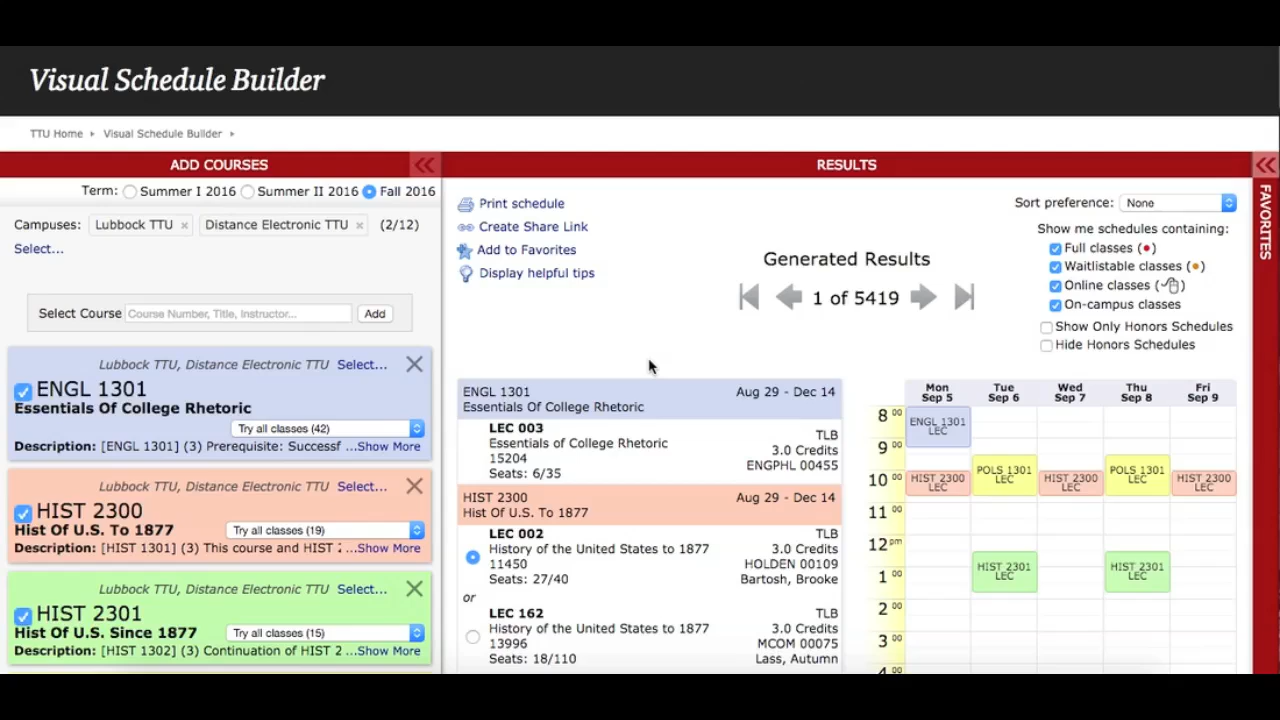 Visual Schedule Builder
TTU Home ▸ Visual Schedule Builder ▸
ADD COURSES
Term: Summer I 2016 Summer II 2016 Fall 2016
Campuses: Lubbock TTU × Distance Electronic TTU × (2/12)
Select...
Select Course Course Number, Title, Instructor... Add
Lubbock TTU, Distance Electronic TTU Select...
ENGL 1301
Essentials Of College Rhetoric
Try all classes (42)
Description: [ENGL 1301] (3) Prerequisite: Successf ...Show More
Lubbock TTU, Distance Electronic TTU Select...
HIST 2300
Hist Of U.S. To 1877 Try all classes (19)
Description: [HIST 1301] (3) This course and HIST 2 ...Show More
Lubbock TTU, Distance Electronic TTU Select...
HIST 2301
Hist Of U.S. Since 1877 Try all classes (15)
Description: [HIST 1302] (3) Continuation of HIST 2 ...Show More
RESULTS
Print schedule
Create Share Link
Add to Favorites
Display helpful tips
Generated Results
1 of 5419
Sort preference: None
Show me schedules containing:
Full classes (•)
Waitlistable classes (•)
Online classes ( )
On-campus classes
Show Only Honors Schedules
Hide Honors Schedules
ENGL 1301 Aug 29 - Dec 14
Essentials Of College Rhetoric
LEC 003 TLB
Essentials of College Rhetoric 3.0 Credits
15204 ENGPHL 00455
Seats: 6/35
HIST 2300 Aug 29 - Dec 14
Hist Of U.S. To 1877
LEC 002 TLB
History of the United States to 1877 3.0 Credits
11450 HOLDEN 00109
Seats: 27/40 Bartosh, Brooke
or
LEC 162 TLB
History of the United States to 1877 3.0 Credits
13996 MCOM 00075
Seats: 18/110 Lass, Autumn
Mon Tue Wed Thu Fri
Sep 5 Sep 6 Sep 7 Sep 8 Sep 9
8 00
ENGL 1301
LEC
9 00
POLS 1301 POLS 1301
LEC LEC
10 00
HIST 2300 HIST 2300 HIST 2300
LEC LEC LEC
11 00
12 pm
HIST 2301 HIST 2301
LEC LEC
1 00
2 00
3 00
4 00
FAVORITES